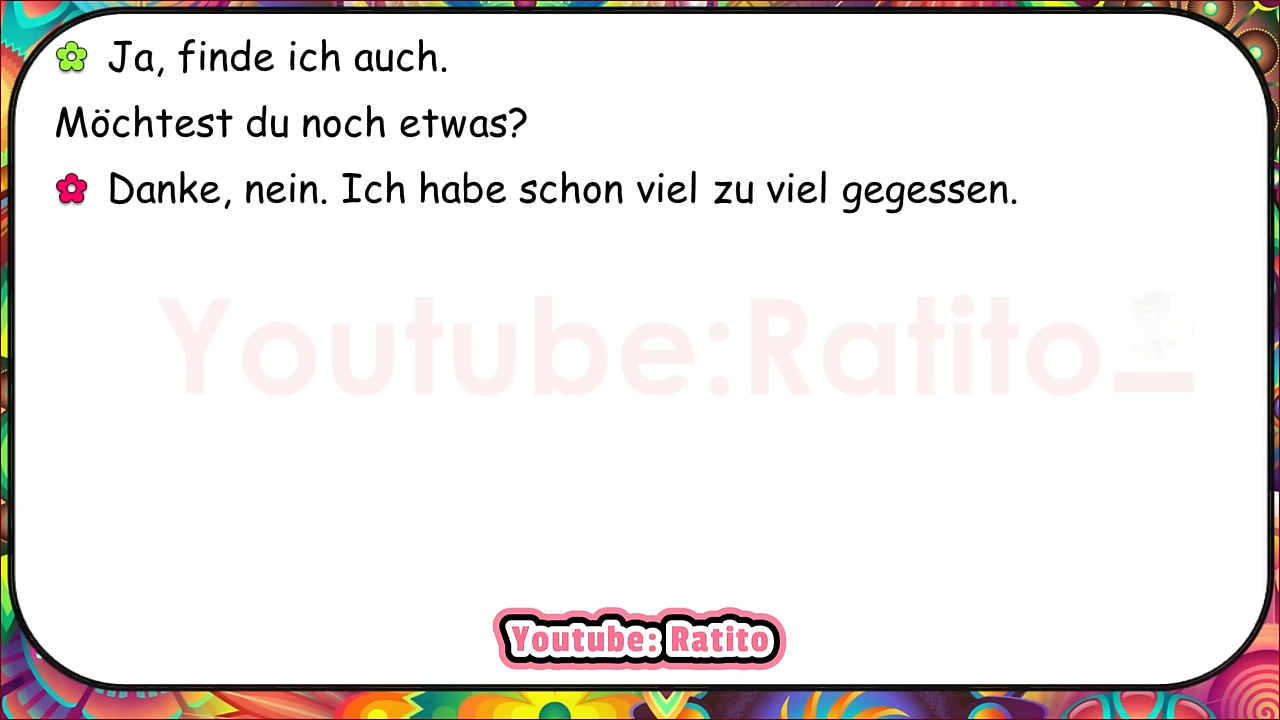 Ja, finde ich auch.
Möchtest du noch etwas?
Danke, nein. Ich habe schon viel zu viel gegessen.
Youtube:Ratito
Youtube: Ratito